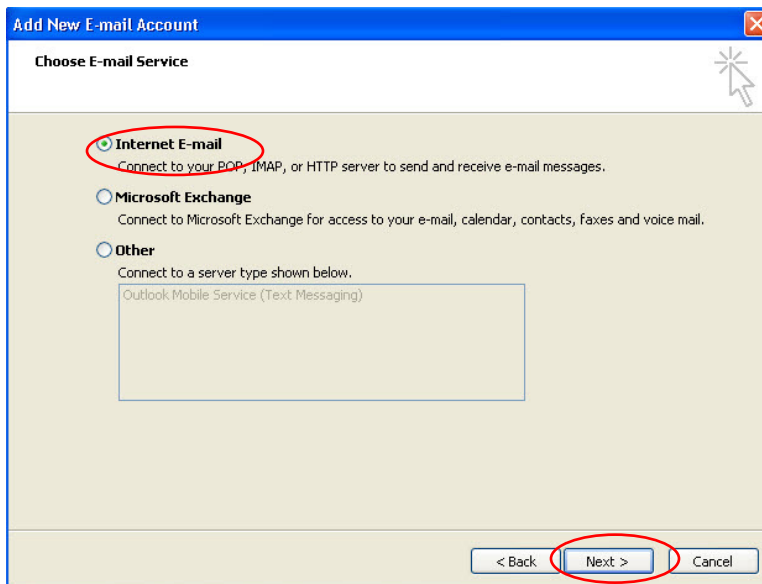 Add New E-mail Account
Choose E-mail Service
Internet E-mail
Connect to your POP, IMAP, or HTTP server to send and receive e-mail messages.
Microsoft Exchange
Connect to Microsoft Exchange for access to your e-mail, calendar, contacts, faxes and voice mail.
Other
Connect to a server type shown below.
Outlook Mobile Service (Text Messaging)
< Back Next > Cancel